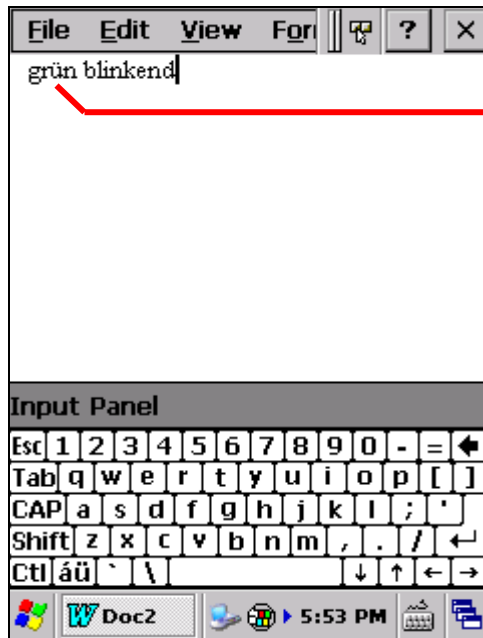 File Edit View For ? ×
grün blinkend
Input Panel
Esc 1 2 3 4 5 6 7 8 9 0 - =
Tab q w e r t y u i o p [ ]
CAP a s d f g h j k l ; '
Shift z x c v b n m , . /
Ctl áü ` \ ↓ ↑ ← →
Doc2 5:53 PM